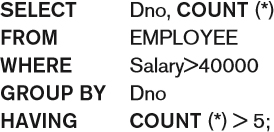 SELECT Dno, COUNT (*)
FROM EMPLOYEE
WHERE Salary>40000
GROUP BY Dno
HAVING COUNT (*) > 5;